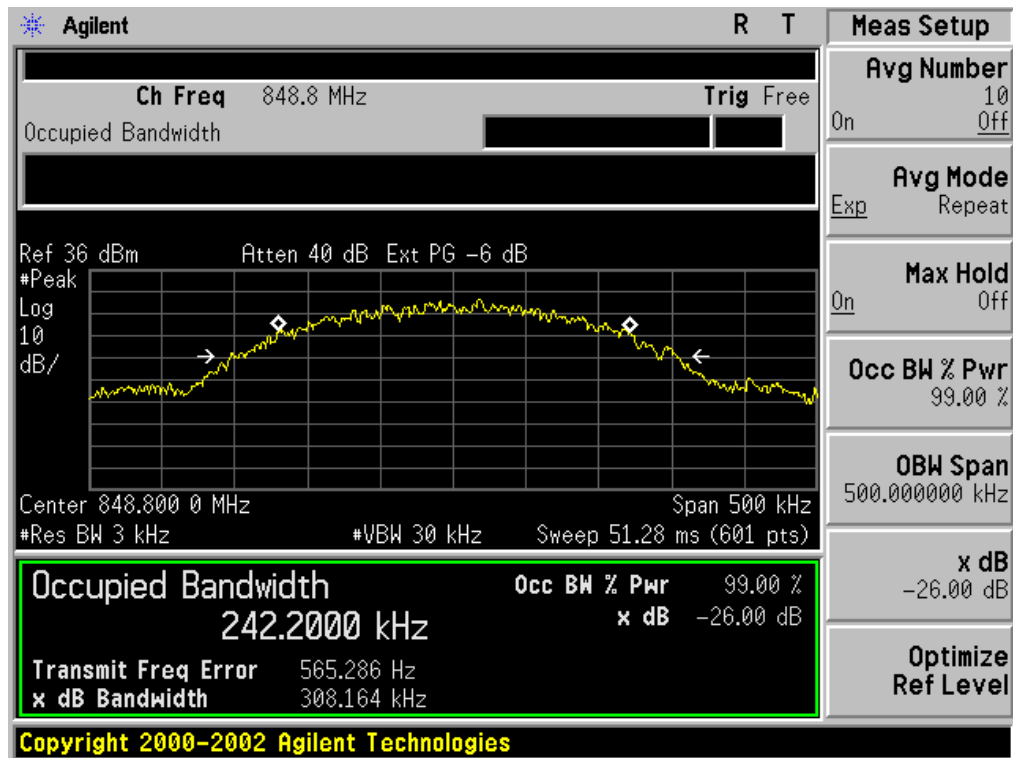 Agilent
R T
Ch Freq 848.8 MHz
Trig Free
Occupied Bandwidth
Ref 36 dBm
Atten 40 dB
Ext PG -6 dB
#Peak
Log
10
dB/
Center 848.800 0 MHz
Span 500 kHz
#Res BW 3 kHz
#VBW 30 kHz
Sweep 51.28 ms (601 pts)
Occupied Bandwidth
242.2000 kHz
Occ BW % Pwr 99.00 %
x dB -26.00 dB
Transmit Freq Error 565.286 Hz
x dB Bandwidth 308.164 kHz
Copyright 2000-2002 Agilent Technologies
Meas Setup
Avg Number
10
On Off
Avg Mode
Exp Repeat
Max Hold
On Off
Occ BW % Pwr
99.00 %
OBW Span
500.000000 kHz
x dB
-26.00 dB
Optimize
Ref Level